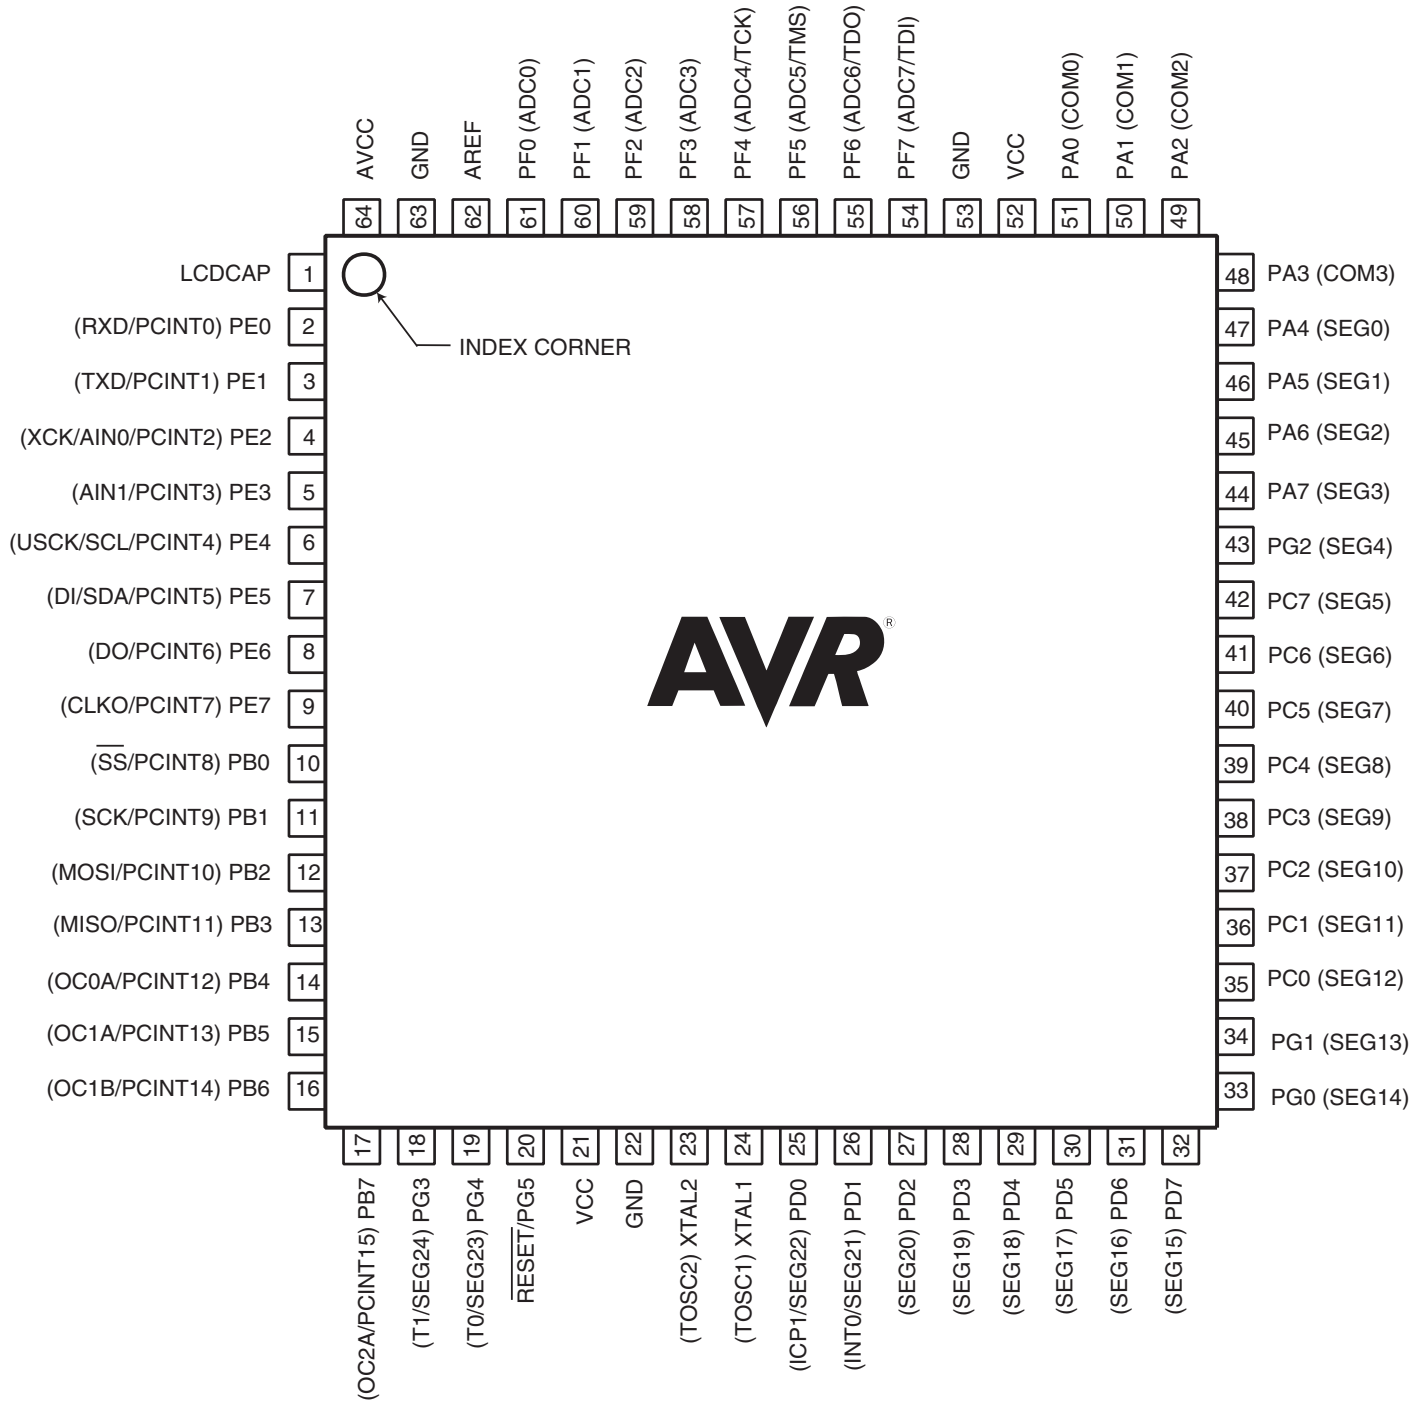 AVCC
GND
AREF
PF0 (ADC0)
PF1 (ADC1)
PF2 (ADC2)
PF3 (ADC3)
PF4 (ADC4/TCK)
PF5 (ADC5/TMS)
PF6 (ADC6/TDO)
PF7 (ADC7/TDI)
GND
VCC
PA0 (COM0)
PA1 (COM1)
PA2 (COM2)
64
63
62
61
60
59
58
57
56
55
54
53
52
51
50
49
LCDCAP 1
(RXD/PCINT0) PE0 2
(TXD/PCINT1) PE1 3
(XCK/AIN0/PCINT2) PE2 4
(AIN1/PCINT3) PE3 5
(USCK/SCL/PCINT4) PE4 6
(DI/SDA/PCINT5) PE5 7
(DO/PCINT6) PE6 8
(CLKO/PCINT7) PE7 9
(SS/PCINT8) PB0 10
(SCK/PCINT9) PB1 11
(MOSI/PCINT10) PB2 12
(MISO/PCINT11) PB3 13
(OC0A/PCINT12) PB4 14
(OC1A/PCINT13) PB5 15
(OC1B/PCINT14) PB6 16
INDEX CORNER
AVR®
48 PA3 (COM3)
47 PA4 (SEG0)
46 PA5 (SEG1)
45 PA6 (SEG2)
44 PA7 (SEG3)
43 PG2 (SEG4)
42 PC7 (SEG5)
41 PC6 (SEG6)
40 PC5 (SEG7)
39 PC4 (SEG8)
38 PC3 (SEG9)
37 PC2 (SEG10)
36 PC1 (SEG11)
35 PC0 (SEG12)
34 PG1 (SEG13)
33 PG0 (SEG14)
17
18
19
20
21
22
23
24
25
26
27
28
29
30
31
32
(OC2A/PCINT15) PB7
(T1/SEG24) PG3
(T0/SEG23) PG4
RESET/PG5
VCC
GND
(TOSC2) XTAL2
(TOSC1) XTAL1
(ICP1/SEG22) PD0
(INT0/SEG21) PD1
(SEG20) PD2
(SEG19) PD3
(SEG18) PD4
(SEG17) PD5
(SEG16) PD6
(SEG15) PD7